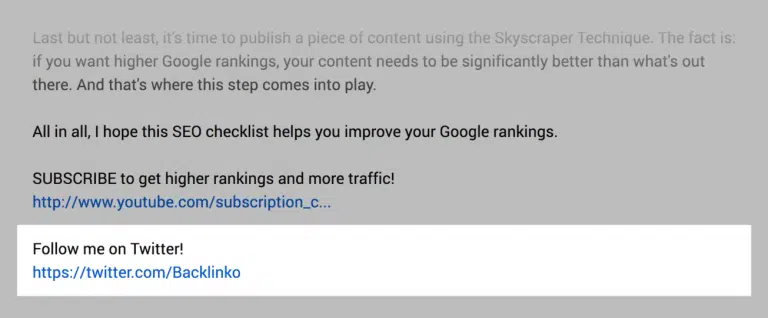 Last but not least, it's time to publish a piece of content using the Skyscraper Technique. The fact is:
if you want higher Google rankings, your content needs to be significantly better than what's out
there. And that's where this step comes into play.
All in all, I hope this SEO checklist helps you improve your Google rankings.
SUBSCRIBE to get higher rankings and more traffic!
http://www.youtube.com/subscription_c...
Follow me on Twitter!
https://twitter.com/Backlinko